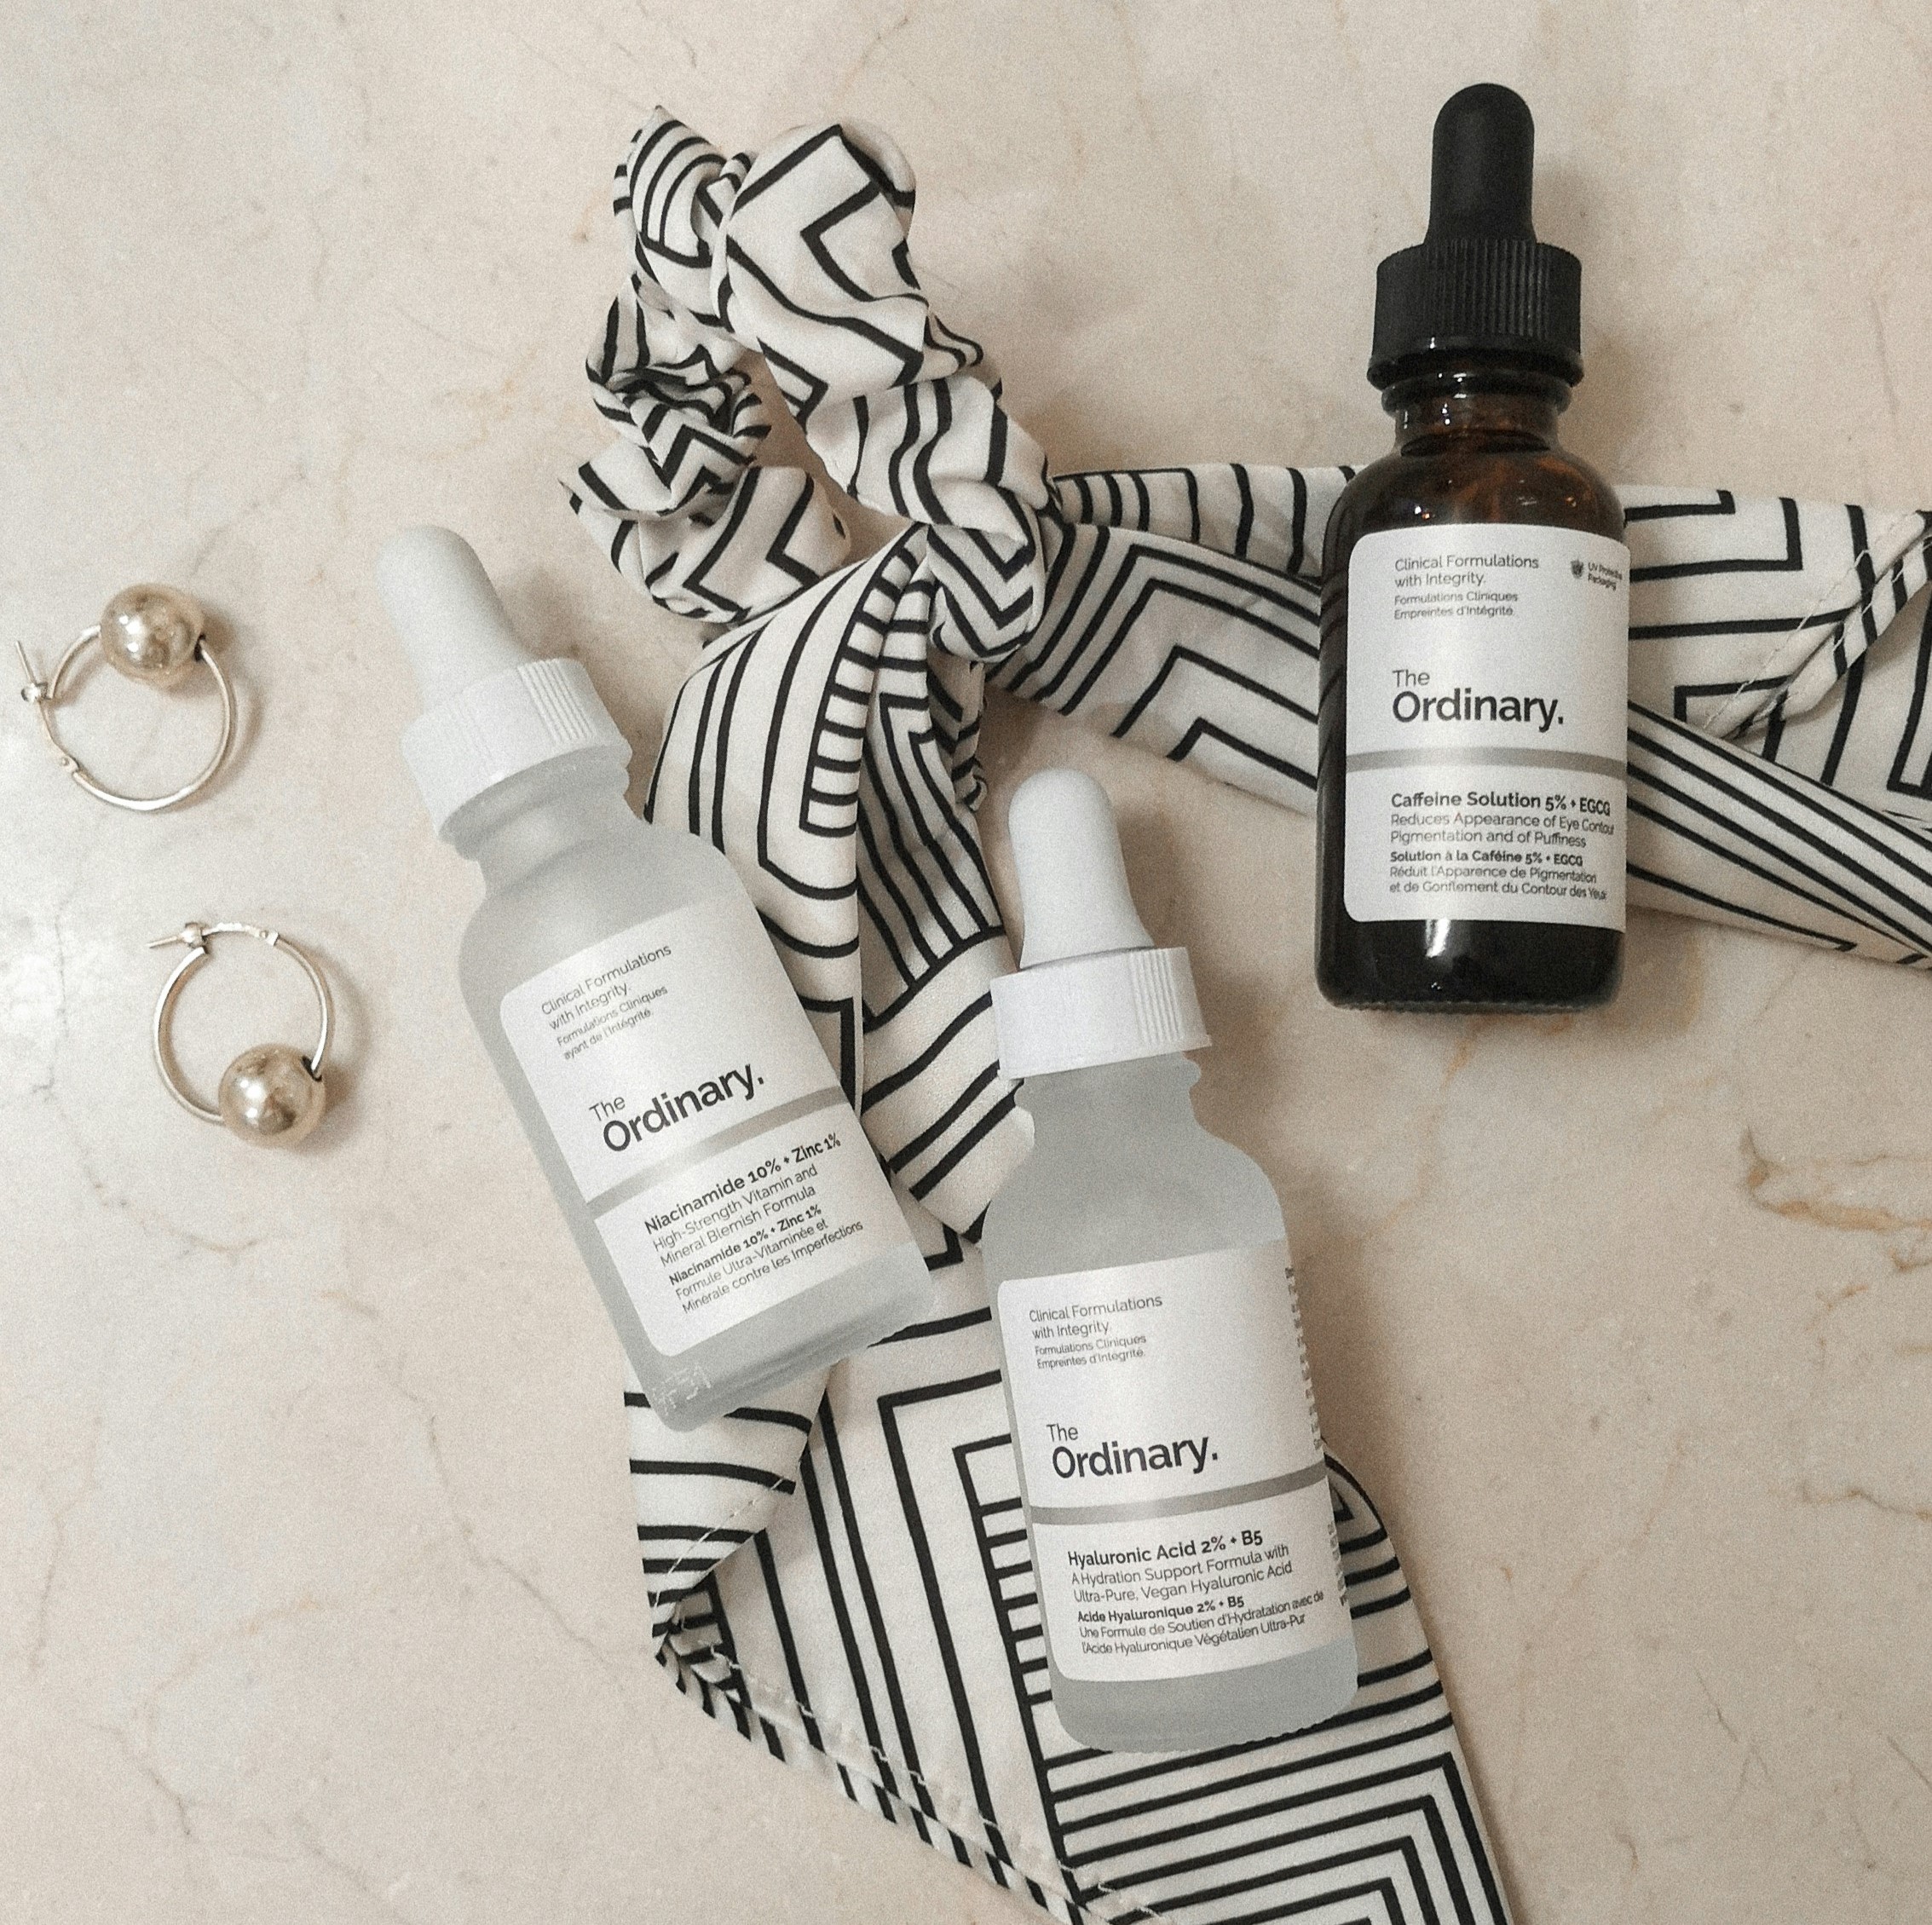 Clinical Formulations
with Integrity.
Formulations Cliniques
Empreintes d'Intégrité.
UV Protective
Packaging
The
Ordinary.
Caffeine Solution 5% + EGCG
Reduces Appearance of Eye Contour
Pigmentation and of Puffiness
Solution à la Caféine 5% + EGCG
Réduit l'Apparence de Pigmentation
et de Gonflement du Contour des Yeux
Clinical Formulations
with Integrity.
Formulations Cliniques
ayant de l'Intégrité.
The
Ordinary.
Niacinamide 10% + Zinc 1%
High-Strength Vitamin and
Mineral Blemish Formula
Niacinamide 10% + Zinc 1%
Formule Ultra-Vitaminée et
Minérale contre les Imperfections
Clinical Formulations
with Integrity.
Formulations Cliniques
Empreintes d'Intégrité.
The
Ordinary.
Hyaluronic Acid 2% + B5
A Hydration Support Formula with
Ultra-Pure, Vegan Hyaluronic Acid
Acide Hyaluronique 2% + B5
Une Formule de Soutien d'Hydratation avec de
l'Acide Hyaluronique Végétalien Ultra-Pur